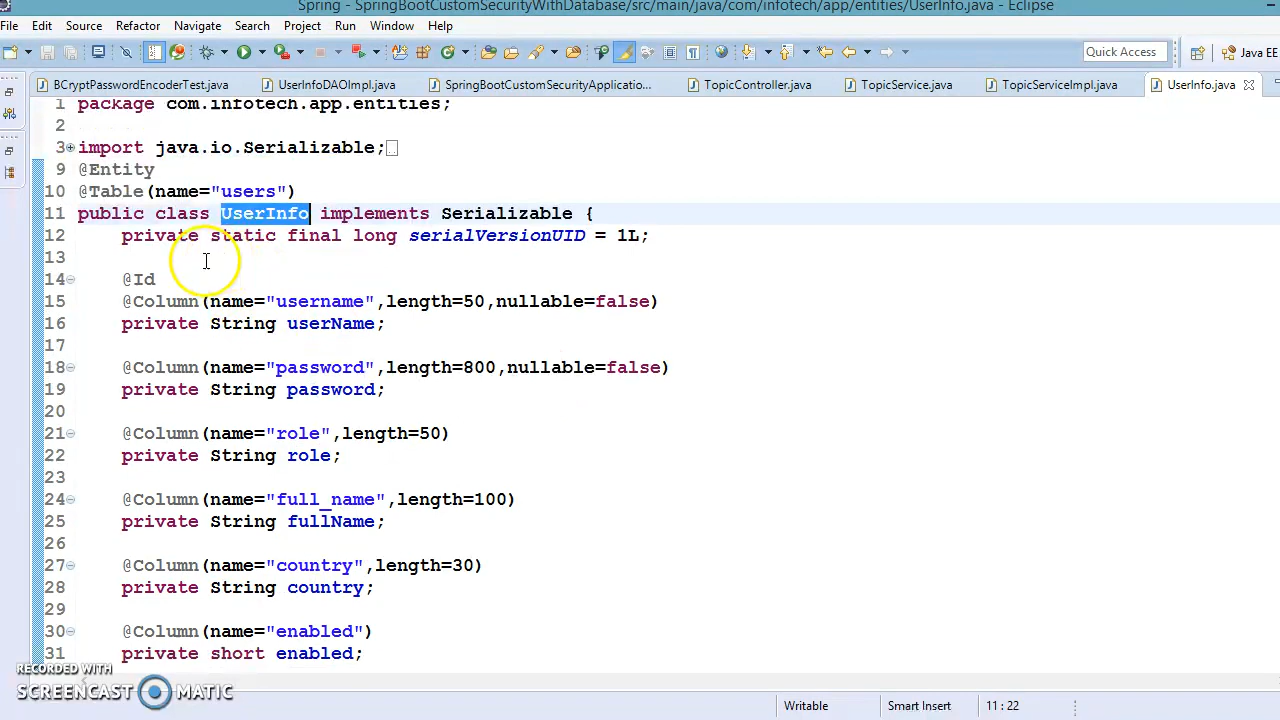 Spring - SpringBootCustomSecurityWithDatabase/src/main/java/com/infotech/app/entities/UserInfo.java - Eclipse
File Edit Source Refactor Navigate Search Project Run Window Help
Quick Access Java EE
BCryptPasswordEncoderTest.java UserInfoDAOImpl.java SpringBootCustomSecurityApplicatio... TopicController.java TopicService.java TopicServiceImpl.java UserInfo.java
1 package com.infotech.app.entities;
2
3 import java.io.Serializable;
9 @Entity
10 @Table(name="users")
11 public class UserInfo implements Serializable {
12 private static final long serialVersionUID = 1L;
13
14 @Id
15 @Column(name="username",length=50,nullable=false)
16 private String userName;
17
18 @Column(name="password",length=800,nullable=false)
19 private String password;
20
21 @Column(name="role",length=50)
22 private String role;
23
24 @Column(name="full_name",length=100)
25 private String fullName;
26
27 @Column(name="country",length=30)
28 private String country;
29
30 @Column(name="enabled")
31 private short enabled;
RECORDED WITH
SCREENCAST MATIC
Writable Smart Insert 11 : 22